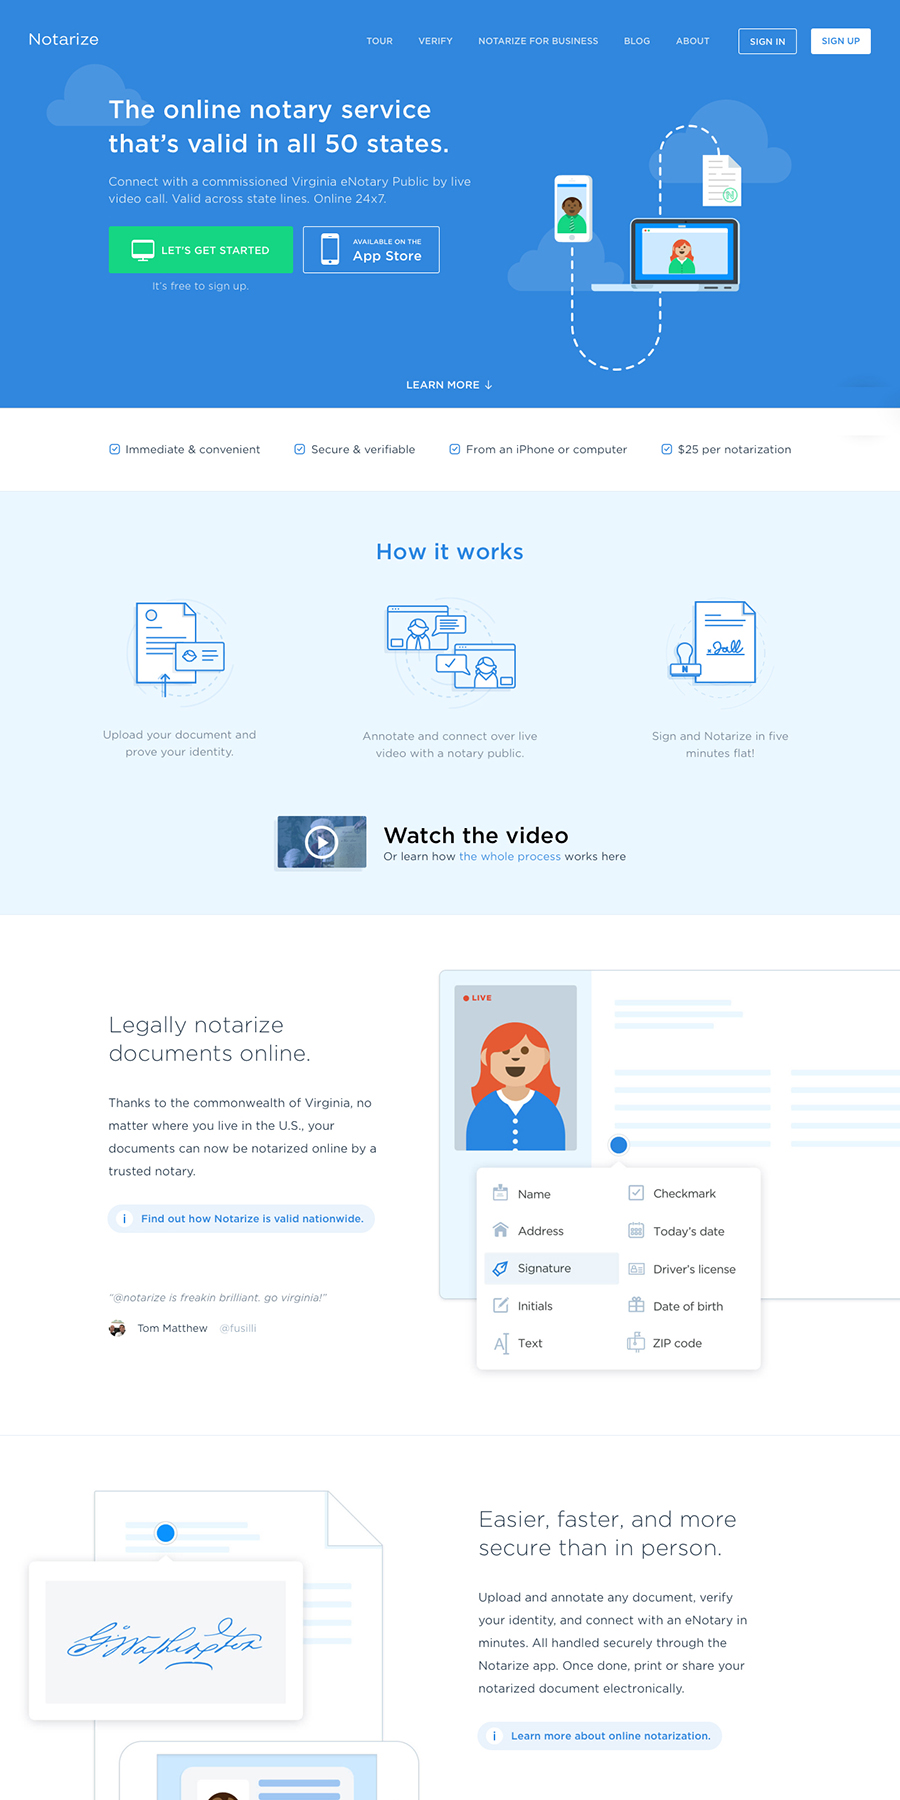 Notarize
TOUR
VERIFY
NOTARIZE FOR BUSINESS
BLOG
ABOUT
SIGN IN
SIGN UP
The online notary service
that's valid in all 50 states.
Connect with a commissioned Virginia eNotary Public by live
video call. Valid across state lines. Online 24x7.
LET'S GET STARTED
AVAILABLE ON THE
App Store
It's free to sign up.
N
LEARN MORE ↓
Immediate & convenient
Secure & verifiable
From an iPhone or computer
$25 per notarization
How it works
x Jall
N
Upload your document and
prove your identity.
Annotate and connect over live
video with a notary public.
Sign and Notarize in five
minutes flat!
Watch the video
Or learn how the whole process works here
Legally notarize
documents online.
Thanks to the commonwealth of Virginia, no
matter where you live in the U.S., your
documents can now be notarized online by a
trusted notary.
i Find out how Notarize is valid nationwide.
“@notarize is freakin brilliant. go virginia!”
Tom Matthew @fusilli
LIVE
Name
Checkmark
Address
Today's date
Signature
Driver's license
Initials
Date of birth
AI Text
ZIP code
G. Washington
Easier, faster, and more
secure than in person.
Upload and annotate any document, verify
your identity, and connect with an eNotary in
minutes. All handled securely through the
Notarize app. Once done, print or share your
notarized document electronically.
i Learn more about online notarization.